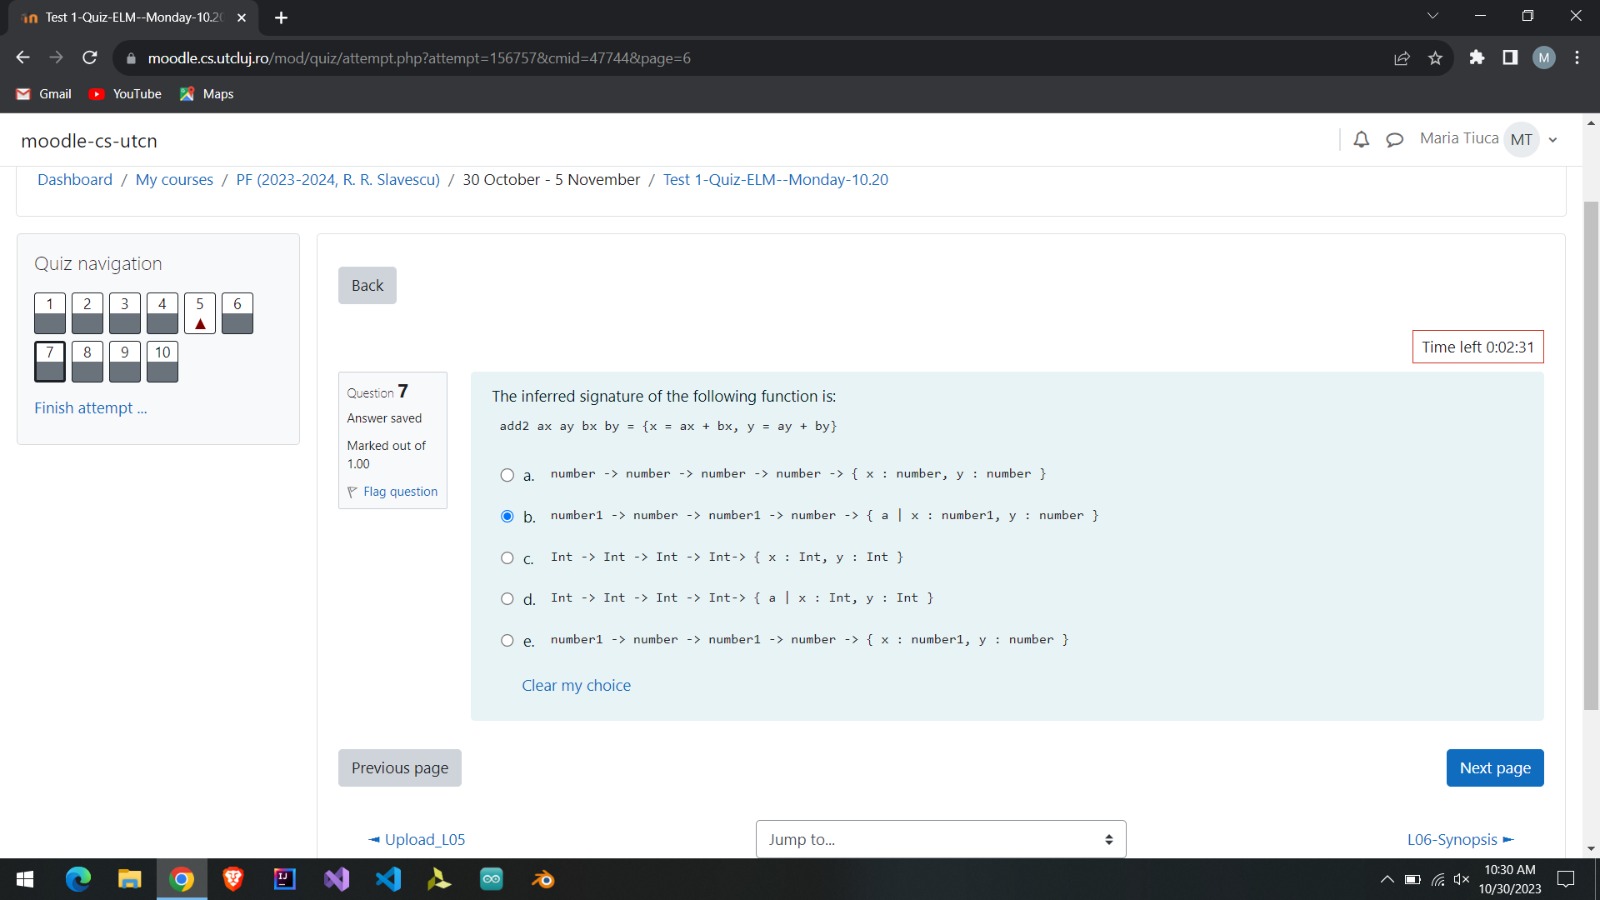 Test 1-Quiz-ELM--Monday-10.20
moodle.cs.utcluj.ro/mod/quiz/attempt.php?attempt=156757&cmid=47744&page=6
M
Gmail YouTube Maps
moodle-cs-utcn
Maria Tiuca MT
Dashboard / My courses / PF (2023-2024, R. R. Slavescu) / 30 October - 5 November / Test 1-Quiz-ELM--Monday-10.20
Quiz navigation
1 2 3 4 5 6
7 8 9 10
Finish attempt ...
Back
Time left 0:02:31
Question 7
Answer saved
Marked out of
1.00
Flag question
The inferred signature of the following function is:
add2 ax ay bx by = {x = ax + bx, y = ay + by}
a. number -> number -> number -> number -> { x : number, y : number }
b. number1 -> number -> number1 -> number -> { a | x : number1, y : number }
c. Int -> Int -> Int -> Int-> { x : Int, y : Int }
d. Int -> Int -> Int -> Int-> { a | x : Int, y : Int }
e. number1 -> number -> number1 -> number -> { x : number1, y : number }
Clear my choice
Previous page
Next page
◄ Upload_L05
Jump to...
L06-Synopsis ►
10:30 AM
10/30/2023